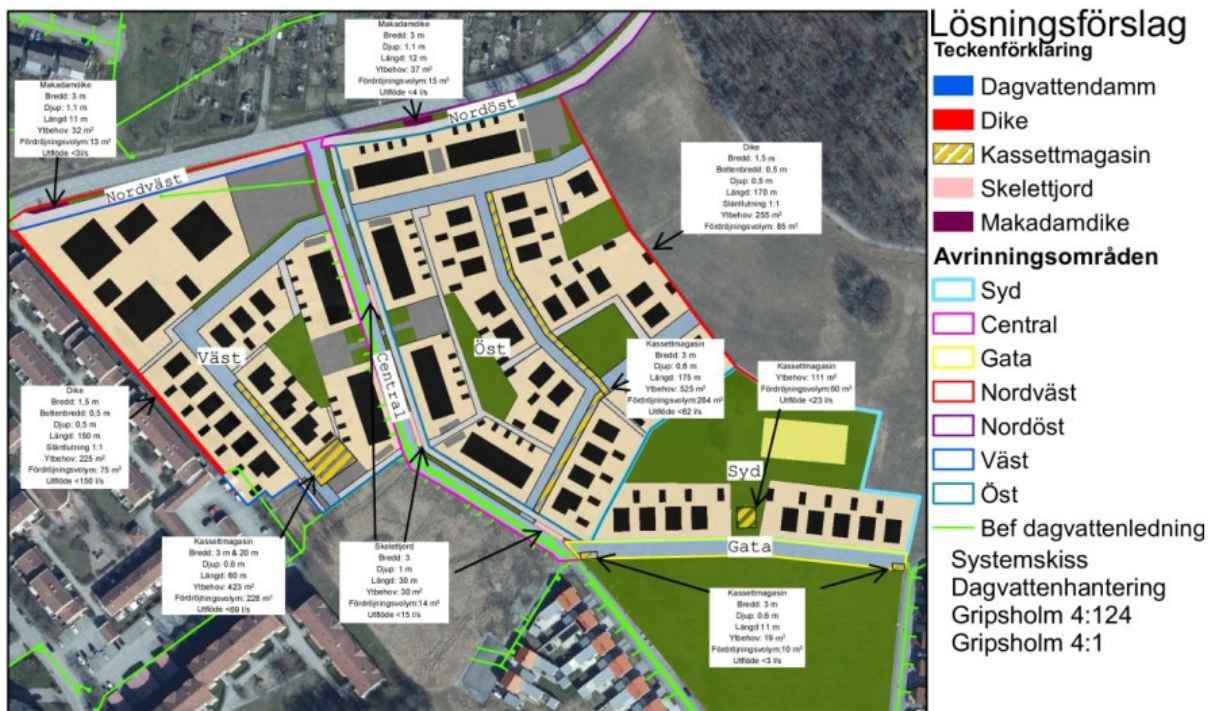 Lösningsförslag
Teckenförklaring
Dagvattendamm
Dike
Kassettmagasin
Skelettjord
Makadamdike
Avrinningsområden
Syd
Central
Gata
Nordväst
Nordöst
Väst
Öst
Bef dagvattenledning
Systemskiss
Dagvattenhantering
Gripsholm 4:124
Gripsholm 4:1
Makadamdike
Bredd: 3 m
Djup: 1,1 m
Längd: 12 m
Ytbehov: 37 m²
Fördröjningsvolym:15 m³
Utflöde <4 l/s
Makadamdike
Bredd: 3 m
Djup: 1,1 m
Längd 11 m
Ytbehov: 32 m²
Fördröjningsvolym:13 m³
Utflöde <3l/s
Nordöst
Nordväst
Dike
Bredd: 1,5 m
Bottenbredd: 0,5 m
Djup: 0,5 m
Längd: 170 m
Släntlutning 1:1
Ytbehov: 255 m²
Fördröjningsvolym: 85 m³
Väst
Central
Öst
Kassettmagasin
Bredd: 3 m
Djup: 0,6 m
Längd: 175 m
Ytbehov: 525 m²
Fördröjningsvolym:284 m³
Utflöde <62 l/s
Kassettmagasin
Ytbehov: 111 m²
Fördröjningsvolym:60 m³
Utflöde <23 l/s
Dike
Bredd: 1,5 m
Bottenbredd: 0,5 m
Djup: 0,5 m
Längd: 150 m
Släntlutning 1:1
Ytbehov: 225 m²
Fördröjningsvolym: 75 m³
Utflöde <150 l/s
Syd
Gata
Kassettmagasin
Bredd: 3 m & 20 m
Djup: 0,6 m
Längd: 60 m
Ytbehov: 423 m²
Fördröjningsvolym: 228 m³
Utflöde <69 l/s
Skelettjord
Bredd: 3
Djup: 1 m
Längd: 30 m
Ytbehov: 30 m²
Fördröjningsvolym:14 m³
Utflöde <15 l/s
Kassettmagasin
Bredd: 3 m
Djup: 0,6 m
Längd 11 m
Ytbehov: 19 m²
Fördröjningsvolym:10 m³
Utflöde <3 l/s